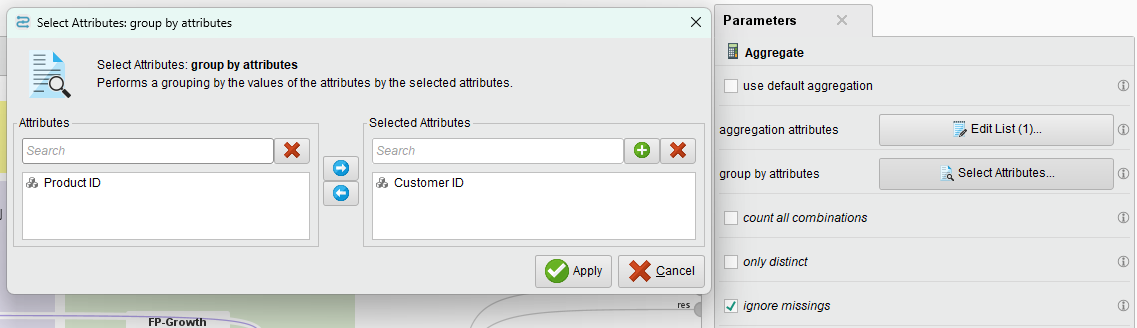 Select Attributes: group by attributes
Select Attributes: group by attributes
Performs a grouping by the values of the attributes by the selected attributes.
Attributes
Search
Product ID
Selected Attributes
Search
Customer ID
Apply
Cancel
FP-Growth
res
Parameters
Aggregate
use default aggregation
aggregation attributes
Edit List (1)...
group by attributes
Select Attributes...
count all combinations
only distinct
ignore missings